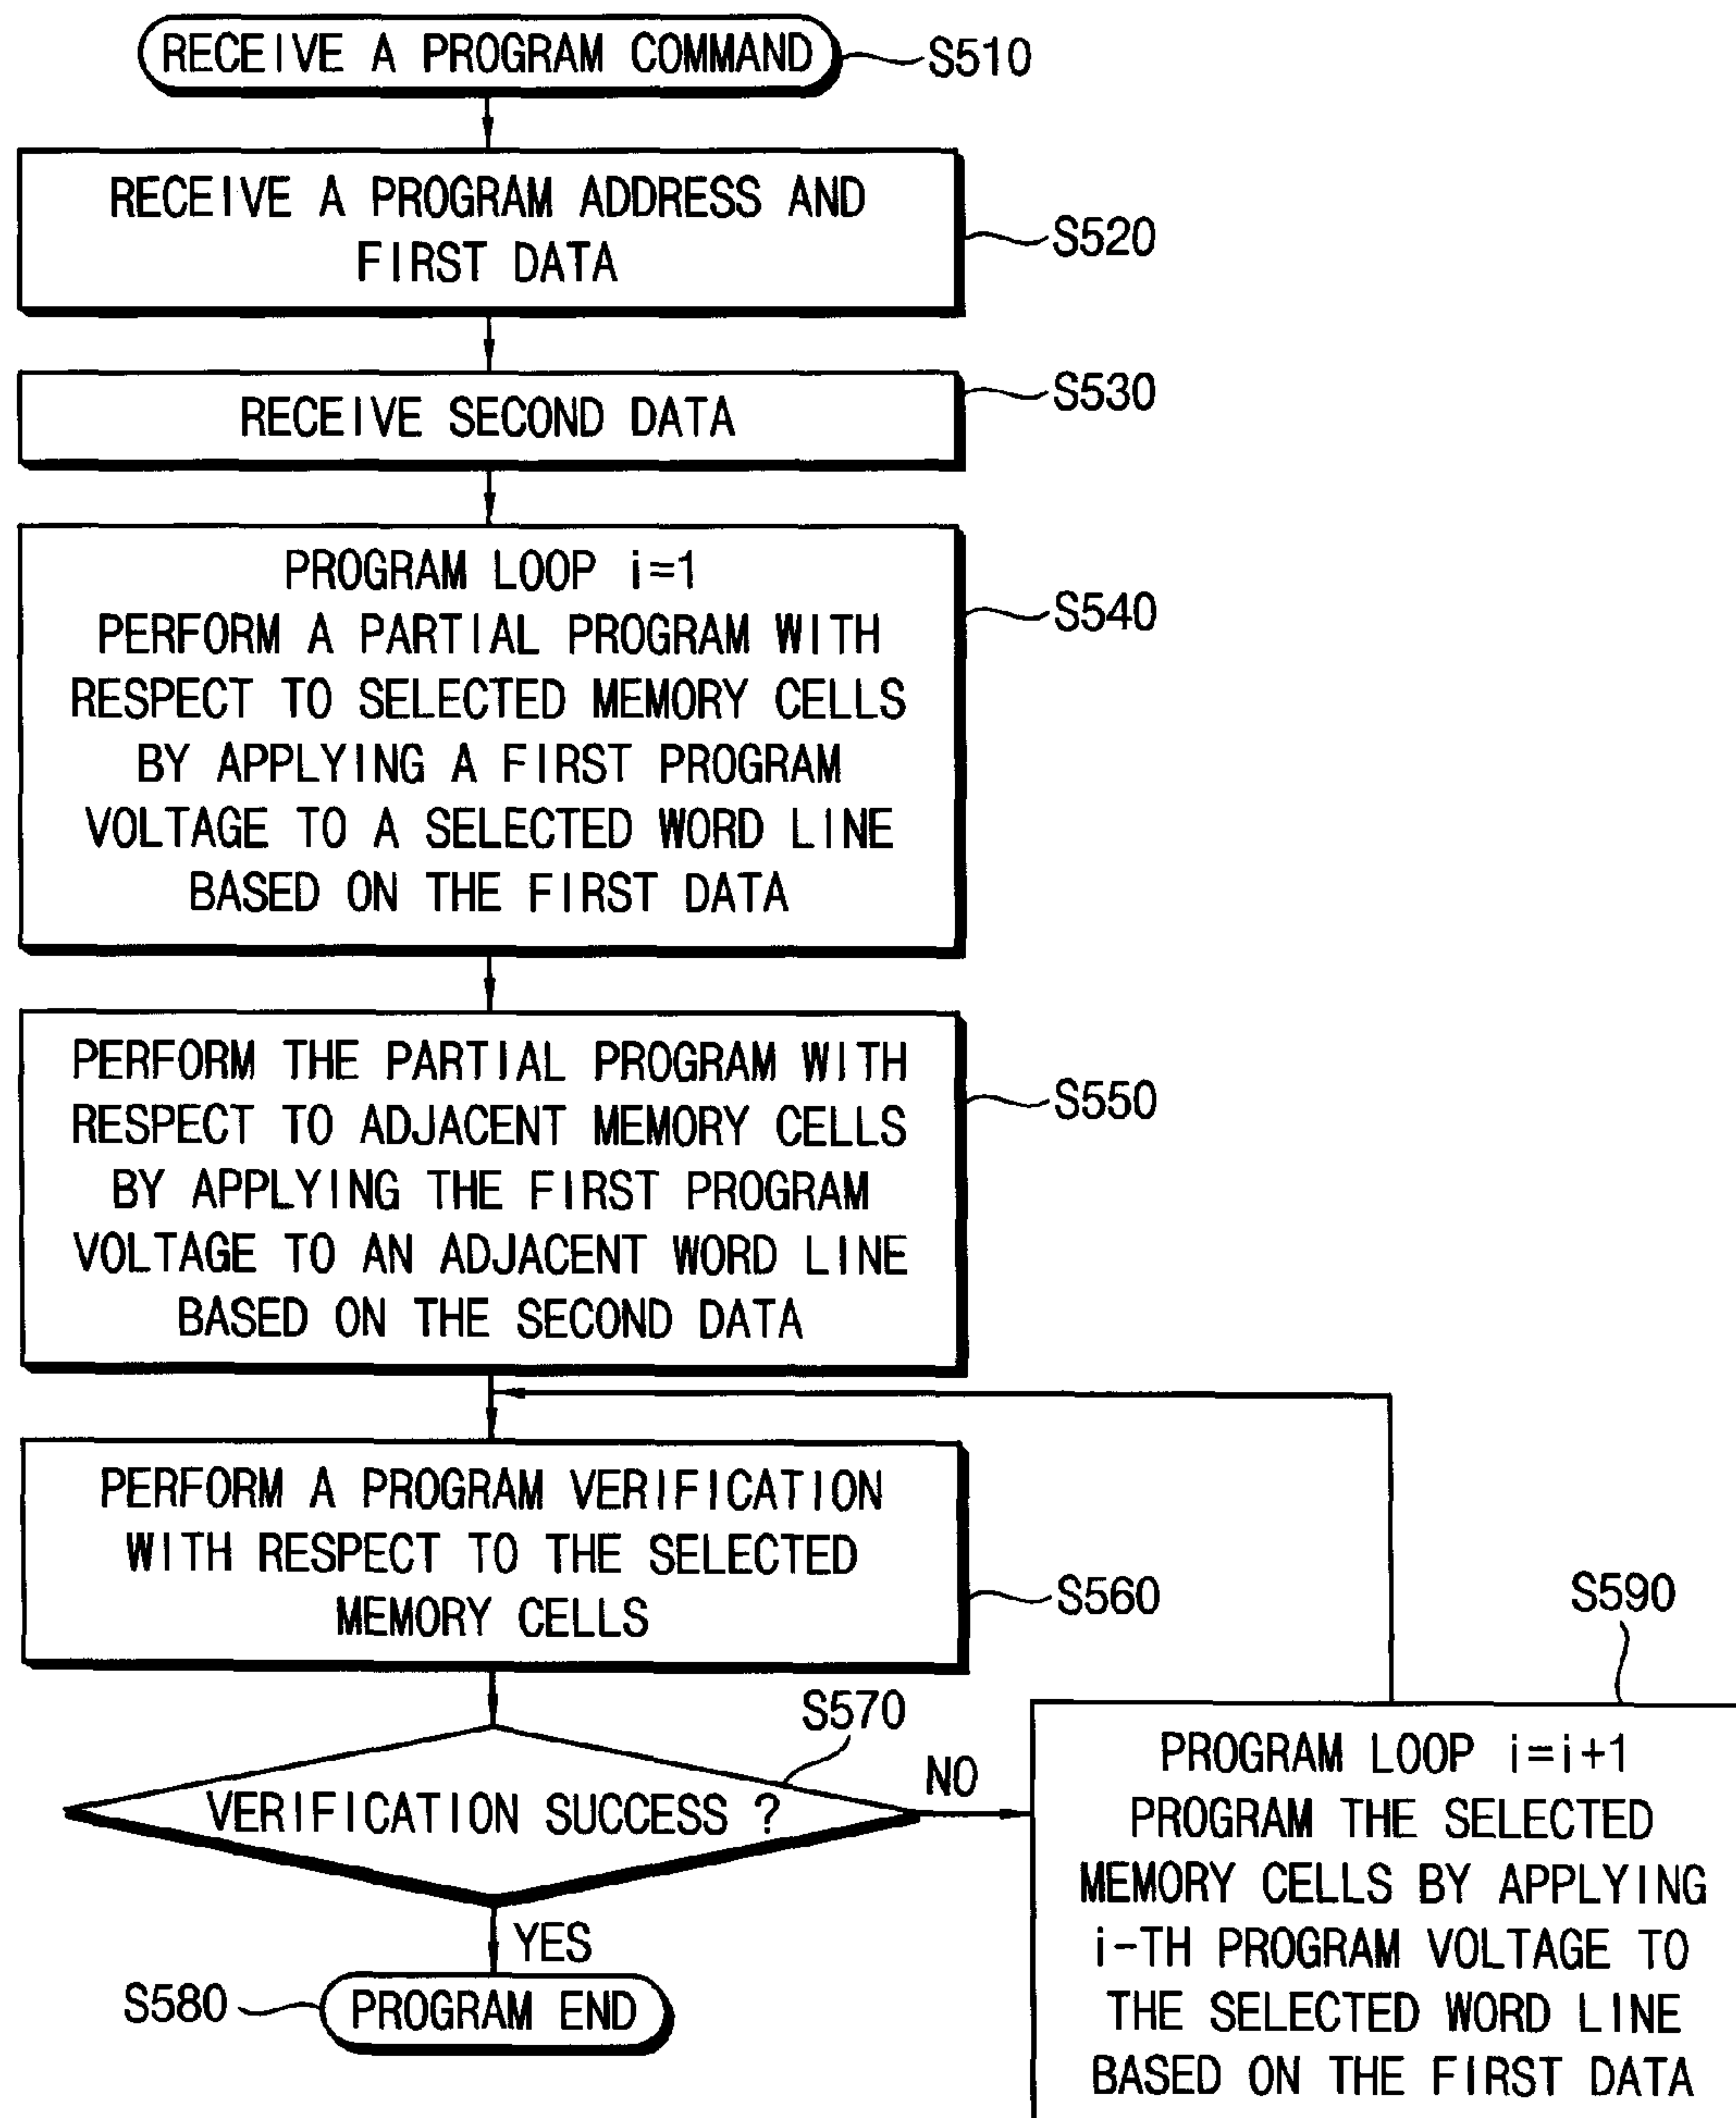 RECEIVE A PROGRAM COMMAND
S510
RECEIVE A PROGRAM ADDRESS AND
FIRST DATA
S520
RECEIVE SECOND DATA
S530
PROGRAM LOOP i=1
PERFORM A PARTIAL PROGRAM WITH
RESPECT TO SELECTED MEMORY CELLS
BY APPLYING A FIRST PROGRAM
VOLTAGE TO A SELECTED WORD LINE
BASED ON THE FIRST DATA
S540
PERFORM THE PARTIAL PROGRAM WITH
RESPECT TO ADJACENT MEMORY CELLS
BY APPLYING THE FIRST PROGRAM
VOLTAGE TO AN ADJACENT WORD LINE
BASED ON THE SECOND DATA
S550
PERFORM A PROGRAM VERIFICATION
WITH RESPECT TO THE SELECTED
MEMORY CELLS
S560
S570
VERIFICATION SUCCESS ?
NO
YES
S580
PROGRAM END
S590
PROGRAM LOOP i=i+1
PROGRAM THE SELECTED
MEMORY CELLS BY APPLYING
i-TH PROGRAM VOLTAGE TO
THE SELECTED WORD LINE
BASED ON THE FIRST DATA